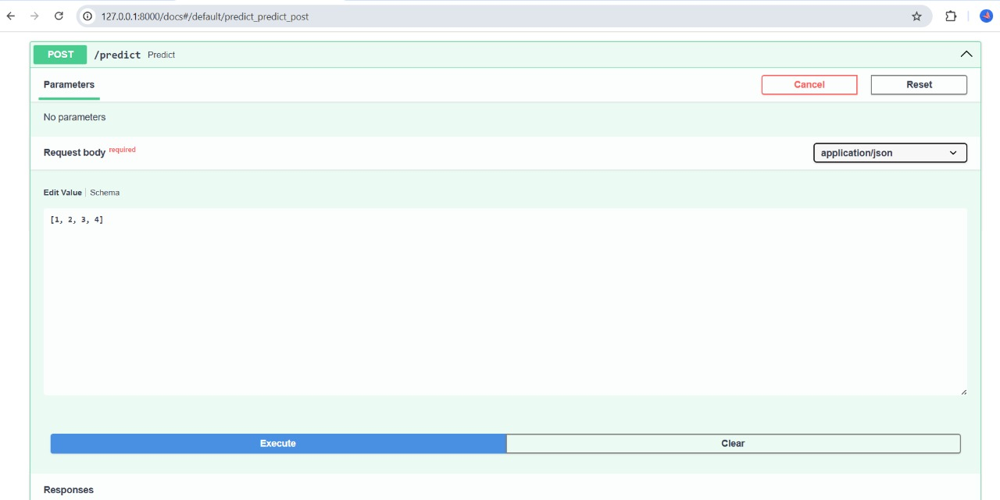 127.0.0.1:8000/docs#/default/predict_predict_post
POST /predict Predict
Parameters
Cancel
Reset
No parameters
Request body required
application/json
Edit Value | Schema
[1, 2, 3, 4]
Execute
Clear
Responses